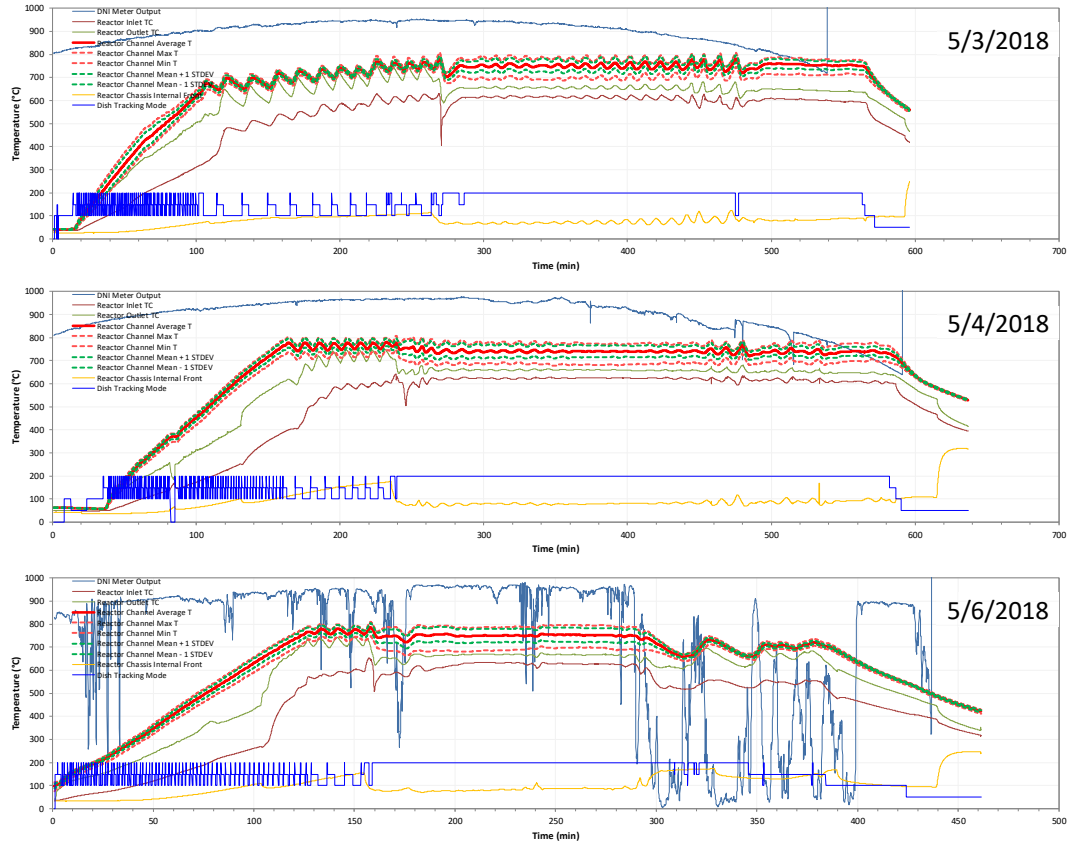 5/3/2018
Temperature (°C)
1000
900
800
700
600
500
400
300
200
100
0
DNI Meter Output
Reactor Inlet TC
Reactor Outlet TC
Reactor Channel Average T
Reactor Channel Max T
Reactor Channel Min T
Reactor Channel Mean + 1 STDEV
Reactor Channel Mean - 1 STDEV
Reactor Chassis Internal Front
Dish Tracking Mode
0 100 200 300 400 500 600 700
Time (min)
5/4/2018
Temperature (°C)
1000
900
800
700
600
500
400
300
200
100
0
DNI Meter Output
Reactor Inlet TC
Reactor Outlet TC
Reactor Channel Average T
Reactor Channel Max T
Reactor Channel Min T
Reactor Channel Mean + 1 STDEV
Reactor Channel Mean - 1 STDEV
Reactor Chassis Internal Front
Dish Tracking Mode
0 100 200 300 400 500 600 700
Time (min)
5/6/2018
Temperature (°C)
1000
900
800
700
600
500
400
300
200
100
0
DNI Meter Output
Reactor Inlet TC
Reactor Outlet TC
Reactor Channel Average T
Reactor Channel Max T
Reactor Channel Min T
Reactor Channel Mean + 1 STDEV
Reactor Channel Mean - 1 STDEV
Reactor Chassis Internal Front
Dish Tracking Mode
0 50 100 150 200 250 300 350 400 450 500
Time (min)